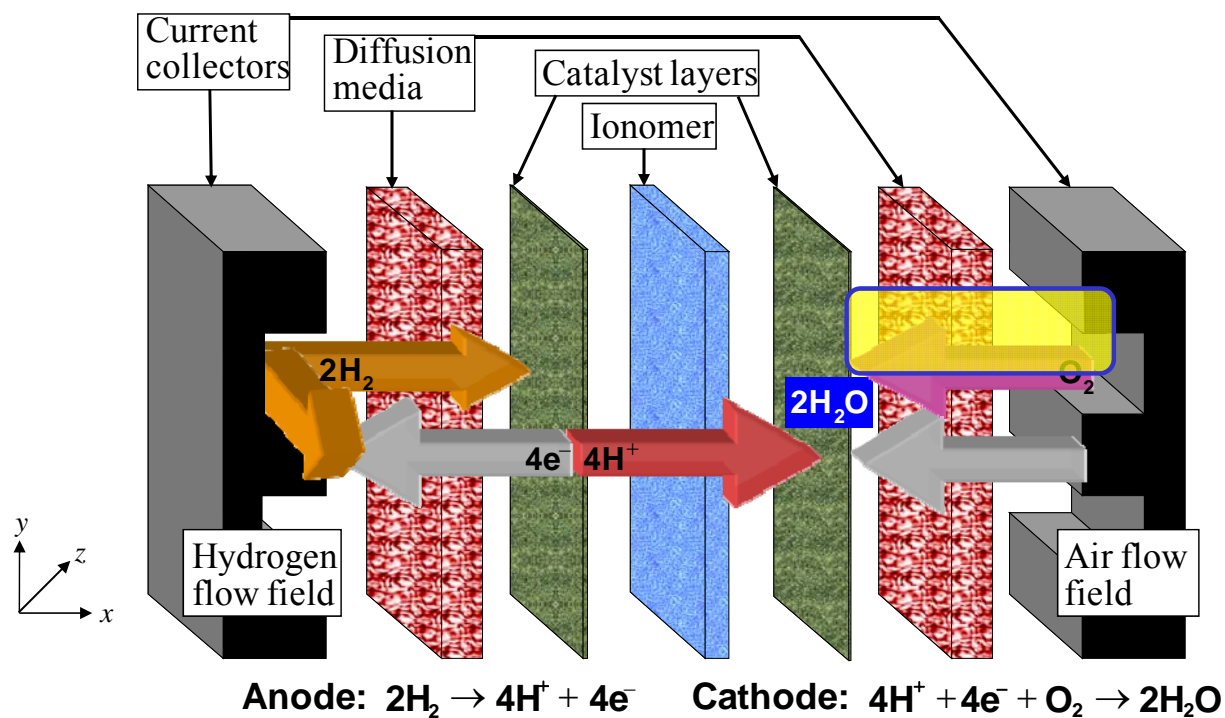 Current
collectors
Diffusion
media
Catalyst layers
Ionomer
2H₂
O₂
2H₂O
4e⁻
4H⁺
y
z
x
Hydrogen
flow field
Air flow
field
Anode: 2H₂ → 4H⁺ + 4e⁻
Cathode: 4H⁺ + 4e⁻ + O₂ → 2H₂O